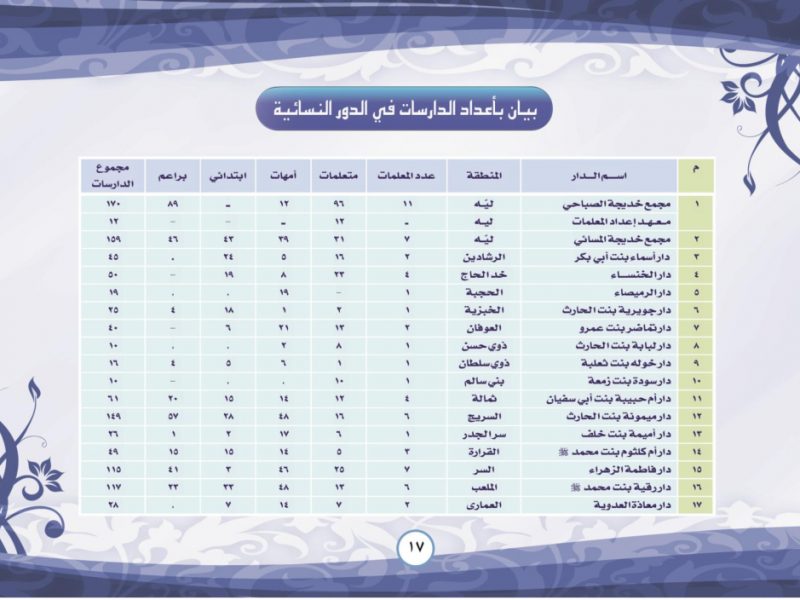 بيان بأعداد الدارسات في الدور النسائية
م اسم الدار المنطقة عدد المعلمات متعلمات أمهات ابتدائي براعم مجموع الدارسات
١ مجمع خديجة الصباحي ليّه ١١ ٩٦ ١٢ - ٨٩ ١٧٠
معهد إعداد المعلمات ليه - ١٢ - - - ١٢
٢ مجمع خديجة المسائي ليّه ٧ ٣١ ٣٩ ٤٣ ٤٦ ١٥٩
٣ دار أسماء بنت أبي بكر الرشادين ٢ ١٦ ٥ ٢٤ . ٤٥
٤ دار الخنساء خد الحاج ٤ ٢٣ ٨ ١٩ - ٥٠
٥ دار الرميصاء الحجبة ١ - ١٩ . . ١٩
٦ دار جويرية بنت الحارث الخبزية ١ ٢ ١ ١٨ ٤ ٢٥
٧ دار تماضر بنت عمرو العوفان ٢ ١٣ ٢١ ٦ - ٤٠
٨ دار لبابة بنت الحارث ذوي حسن ١ ٨ ٢ . . ١٠
٩ دار خوله بنت ثعلبة ذوي سلطان ١ ١ ٦ ٥ ٤ ١٦
١٠ دار سودة بنت زمعة بني سالم ١ ١٠ . . - ١٠
١١ دار أم حبيبة بنت أبي سفيان ثمالة ٤ ١٢ ١٤ ١٥ ٢٠ ٦١
١٢ دار ميمونة بنت الحارث السريج ٦ ١٦ ٤٨ ٢٨ ٥٧ ١٤٩
١٣ دار أميمة بنت خلف سر الجدر ١ ٦ ١٧ ٢ ١ ٢٦
١٤ دار أم كلثوم بنت محمد ﷺ القرارة ٣ ٥ ١٤ ١٥ ١٥ ٤٩
١٥ دار فاطمة الزهراء السر ٧ ٢٥ ٤٦ ٣ ٤١ ١١٥
١٦ دار رقية بنت محمد ﷺ الملعب ٦ ١٣ ٤٨ ٣٣ ٢٣ ١١٧
١٧ دار معاذة العدوية العمارى ٢ ٧ ١٤ ٧ . ٢٨
١٧